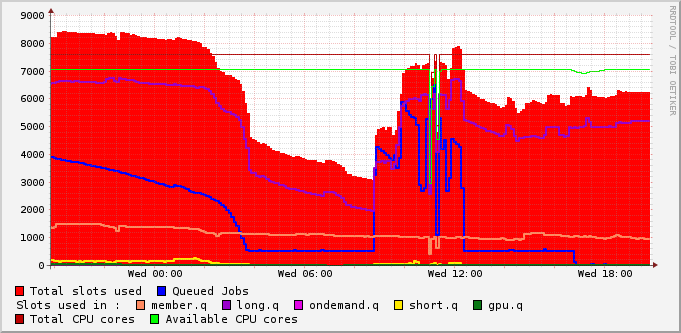 9000
8000
7000
6000
5000
4000
3000
2000
1000
0
Wed 00:00 Wed 06:00 Wed 12:00 Wed 18:00
RRDTOOL / TOBI OETIKER
Total slots used Queued Jobs
Slots used in : member.q long.q ondemand.q short.q gpu.q
Total CPU cores Available CPU cores